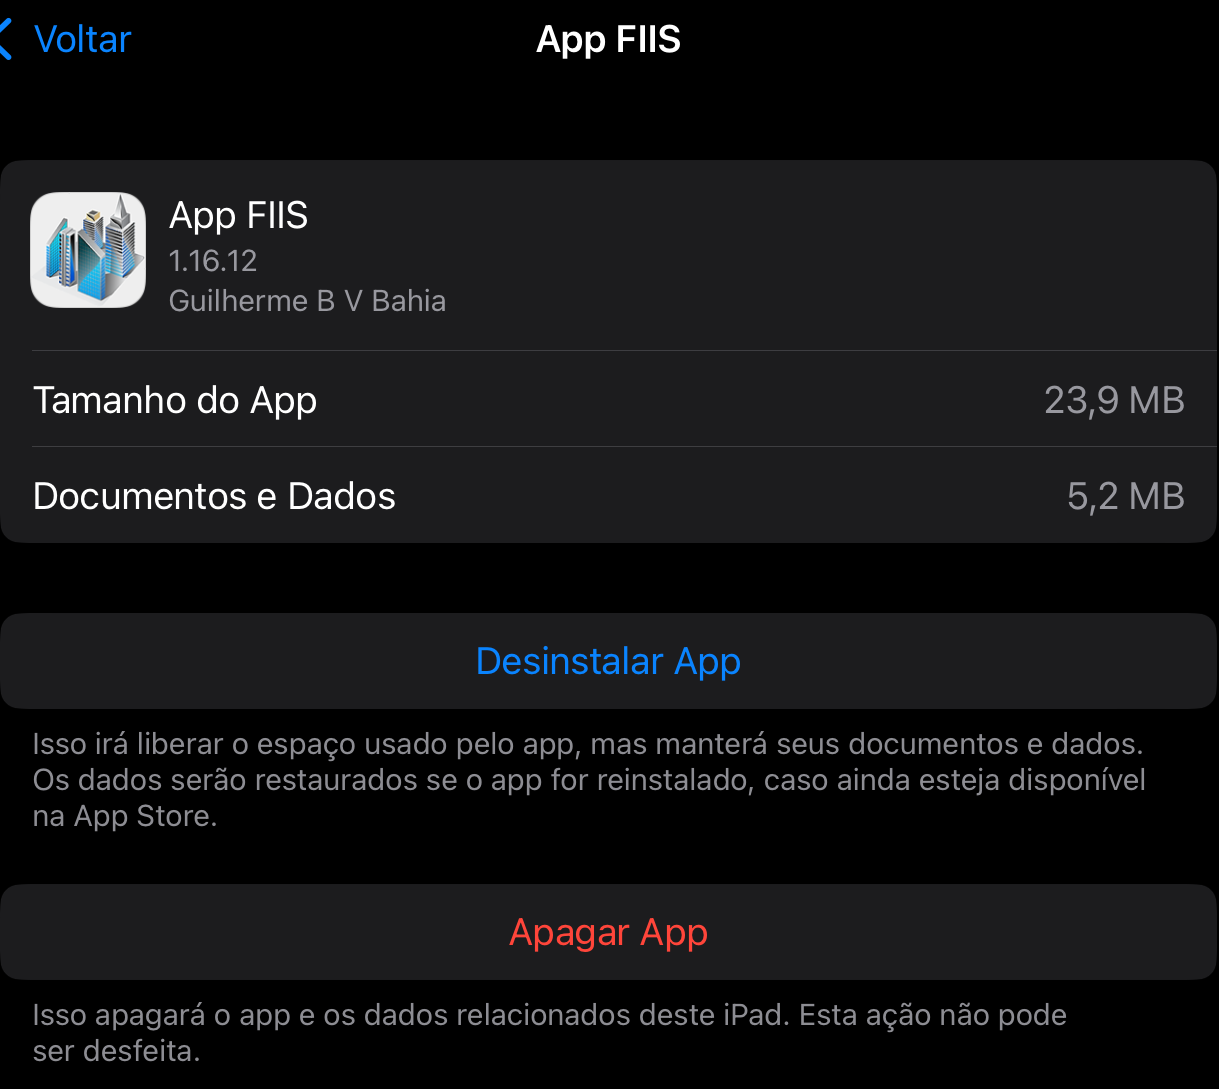 Voltar
App FIIS
App FIIS
1.16.12
Guilherme B V Bahia
Tamanho do App 23,9 MB
Documentos e Dados 5,2 MB
Desinstalar App
Isso irá liberar o espaço usado pelo app, mas manterá seus documentos e dados.
Os dados serão restaurados se o app for reinstalado, caso ainda esteja disponível
na App Store.
Apagar App
Isso apagará o app e os dados relacionados deste iPad. Esta ação não pode
ser desfeita.